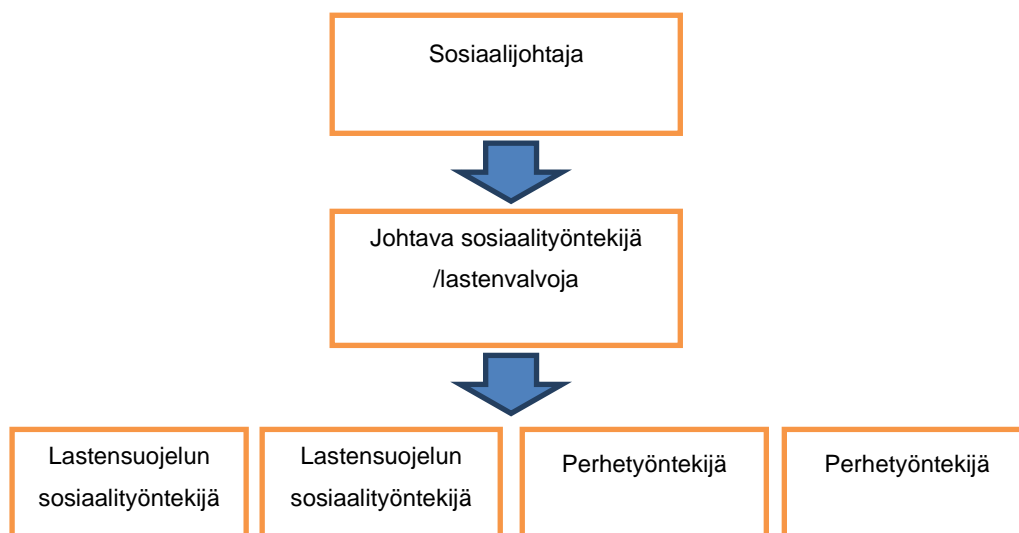 Sosiaalijohtaja
Johtava sosiaalityöntekijä
/lastenvalvoja
Lastensuojelun
sosiaalityöntekijä
Lastensuojelun
sosiaalityöntekijä
Perhetyöntekijä
Perhetyöntekijä